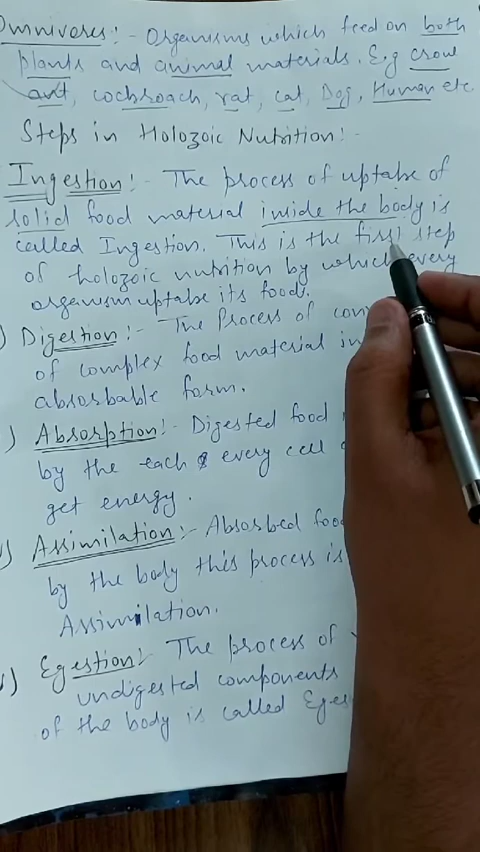 Omnivores:- Organisms which feed on both
plants and animal materials. E.g crow
ant, cockroach, rat, cat, Dog, Human etc.
Steps in Holozoic Nutrition:-
Ingestion:- The process of uptake of
solid food material inside the body is
called Ingestion. This is the first step
of holozoic nutrition by which every
organism uptake its food.
) Digestion:- The Process of con
of complex food material in
absorbable form.
) Absorption:- Digested food
by the each & every cell
get energy.
) Assimilation:- Absorbed foo
by the body this process is
Assimilation.
) Egestion:- The process of
undigested components
of the body is called Eges